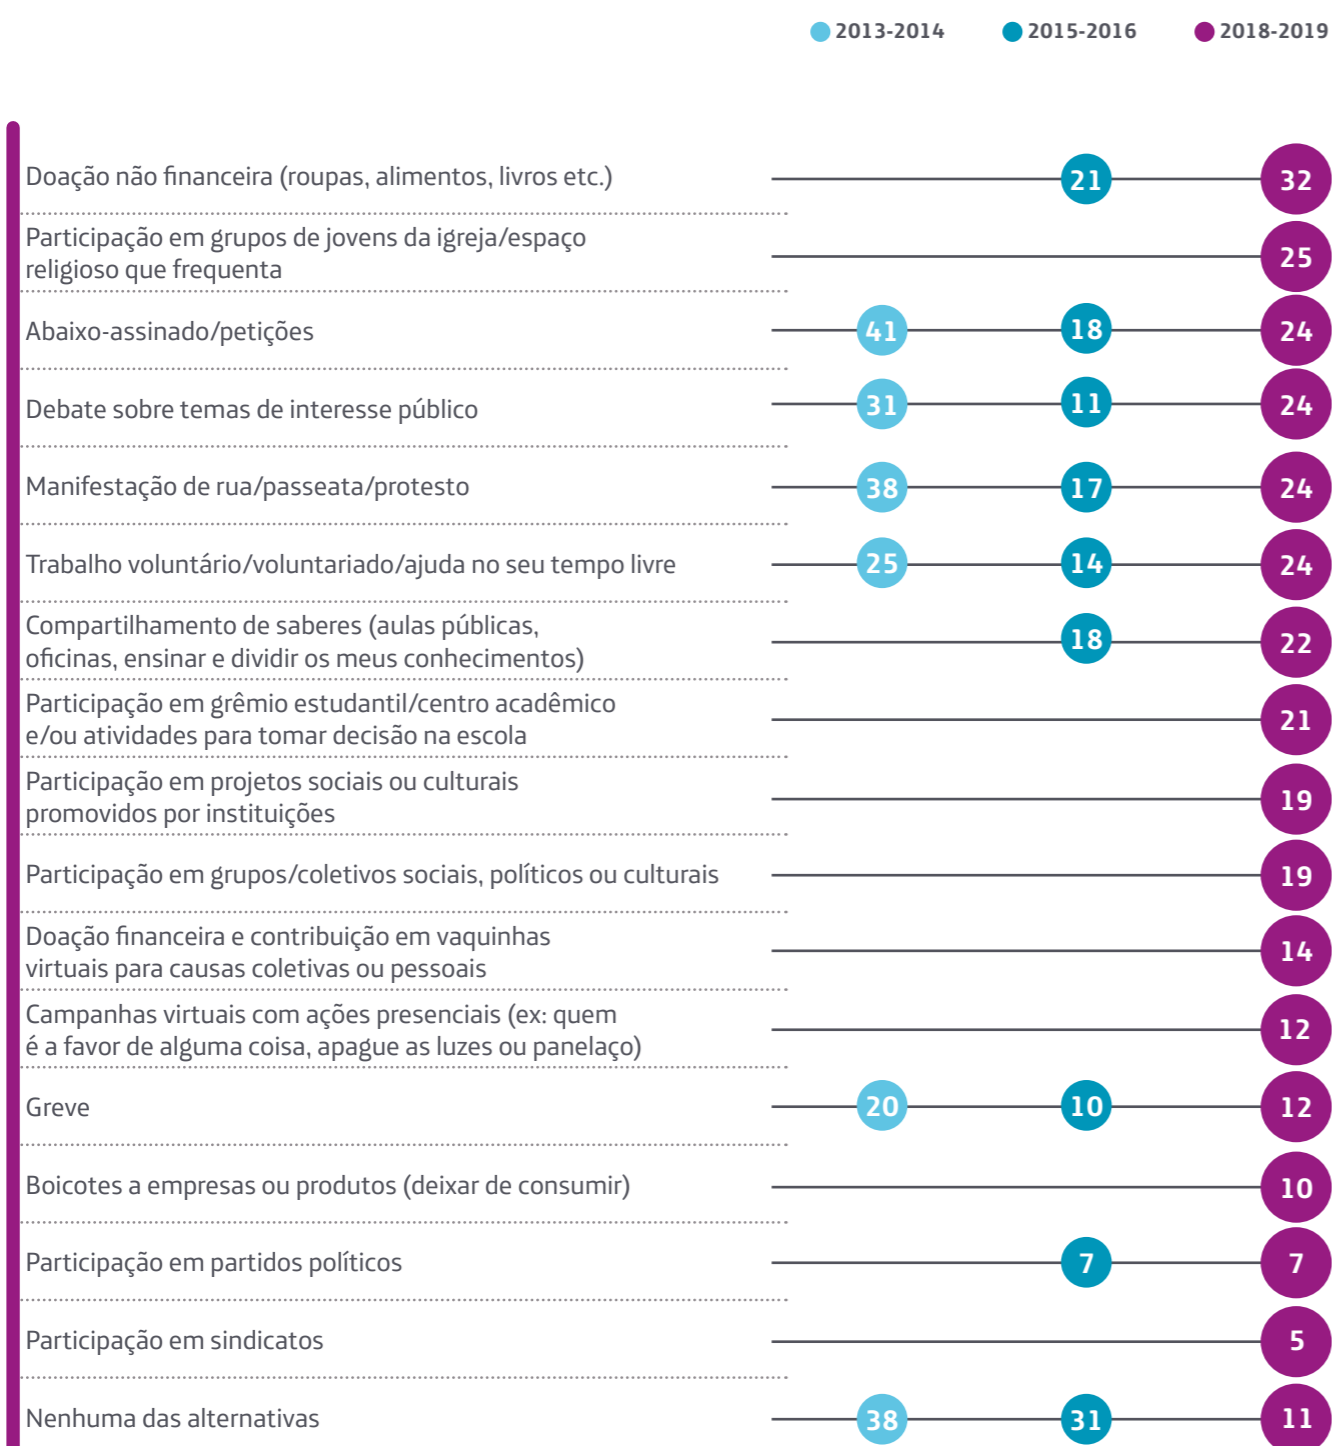 2013-2014 2015-2016 2018-2019
Doação não financeira (roupas, alimentos, livros etc.) 21 32
Participação em grupos de jovens da igreja/espaço
religioso que frequenta 25
Abaixo-assinado/petições 41 18 24
Debate sobre temas de interesse público 31 11 24
Manifestação de rua/passeata/protesto 38 17 24
Trabalho voluntário/voluntariado/ajuda no seu tempo livre 25 14 24
Compartilhamento de saberes (aulas públicas,
oficinas, ensinar e dividir os meus conhecimentos) 18 22
Participação em grêmio estudantil/centro acadêmico
e/ou atividades para tomar decisão na escola 21
Participação em projetos sociais ou culturais
promovidos por instituições 19
Participação em grupos/coletivos sociais, políticos ou culturais 19
Doação financeira e contribuição em vaquinhas
virtuais para causas coletivas ou pessoais 14
Campanhas virtuais com ações presenciais (ex: quem
é a favor de alguma coisa, apague as luzes ou panelaço) 12
Greve 20 10 12
Boicotes a empresas ou produtos (deixar de consumir) 10
Participação em partidos políticos 7 7
Participação em sindicatos 5
Nenhuma das alternativas 38 31 11